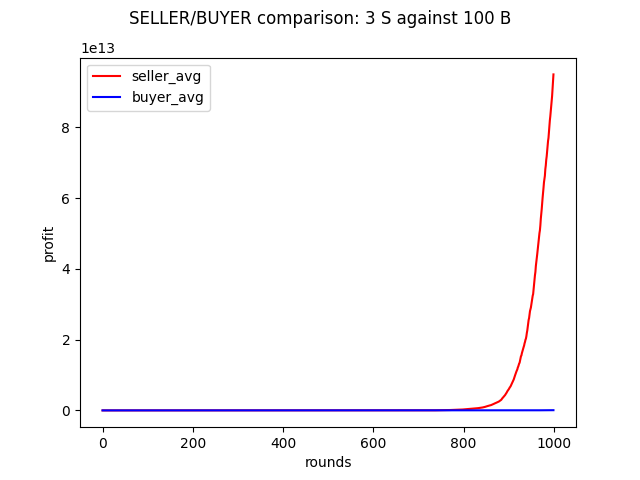 SELLER/BUYER comparison: 3 S against 100 B
1e13
seller_avg
buyer_avg
8
6
4
2
0
profit
0 200 400 600 800 1000
rounds